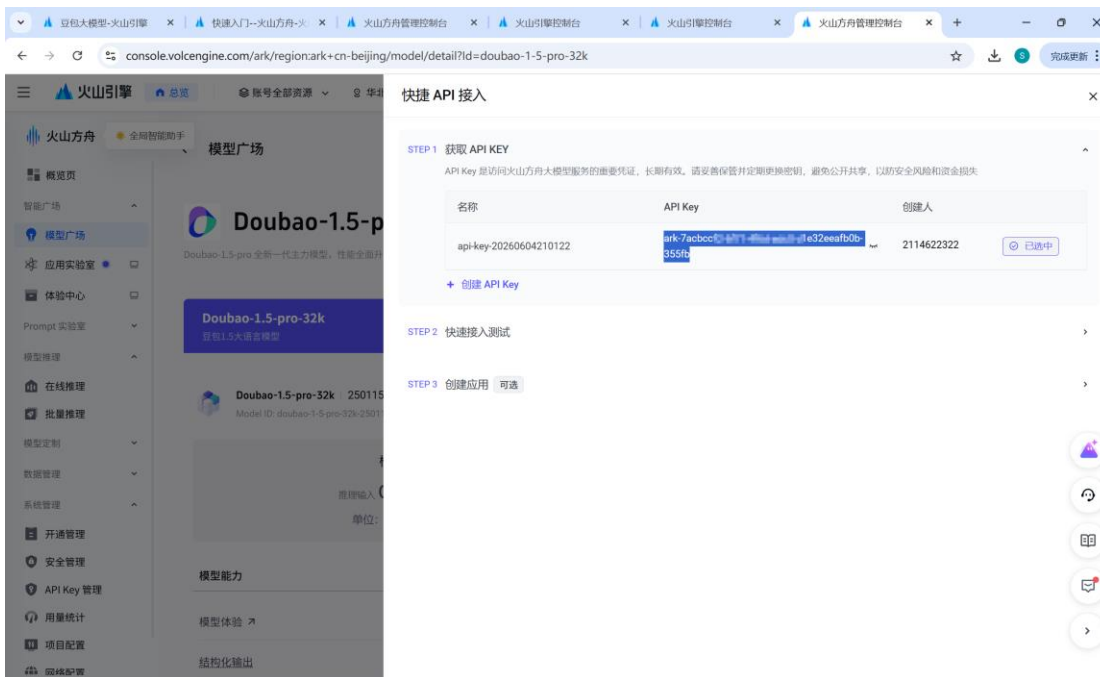 豆包大模型-火山引擎
快速入门--火山方舟-火
火山方舟管理控制台
火山引擎控制台
火山引擎控制台
火山方舟管理控制台
console.volcengine.com/ark/region:ark+cn-beijing/model/detail?Id=doubao-1-5-pro-32k
完成更新
火山引擎
总览
账号全部资源
华北
快捷 API 接入
火山方舟
全局智能助手
模型广场
概览页
智能广场
模型广场
应用实验室
体验中心
Prompt 实验室
模型推理
在线推理
批量推理
模型定制
数据管理
系统管理
开通管理
安全管理
API Key 管理
用量统计
项目配置
网络配置
Doubao-1.5-p
Doubao-1.5-pro 全新一代主力模型，性能全面升
Doubao-1.5-pro-32k
豆包1.5大语言模型
Doubao-1.5-pro-32k 250115
Model ID: doubao-1-5-pro-32k-2501
推理输入
单位:
模型能力
模型体验
结构化输出
STEP 1 获取 API KEY
API Key 是访问火山方舟大模型服务的重要凭证，长期有效。请妥善保管并定期更换密钥，避免公开共享，以防安全风险和资金损失
名称 API Key 创建人
api-key-20260604210122 ark-7acbccf e32eeafb0b- 2114622322 已选中
355fb
+ 创建 API Key
STEP 2 快速接入测试
STEP 3 创建应用 可选